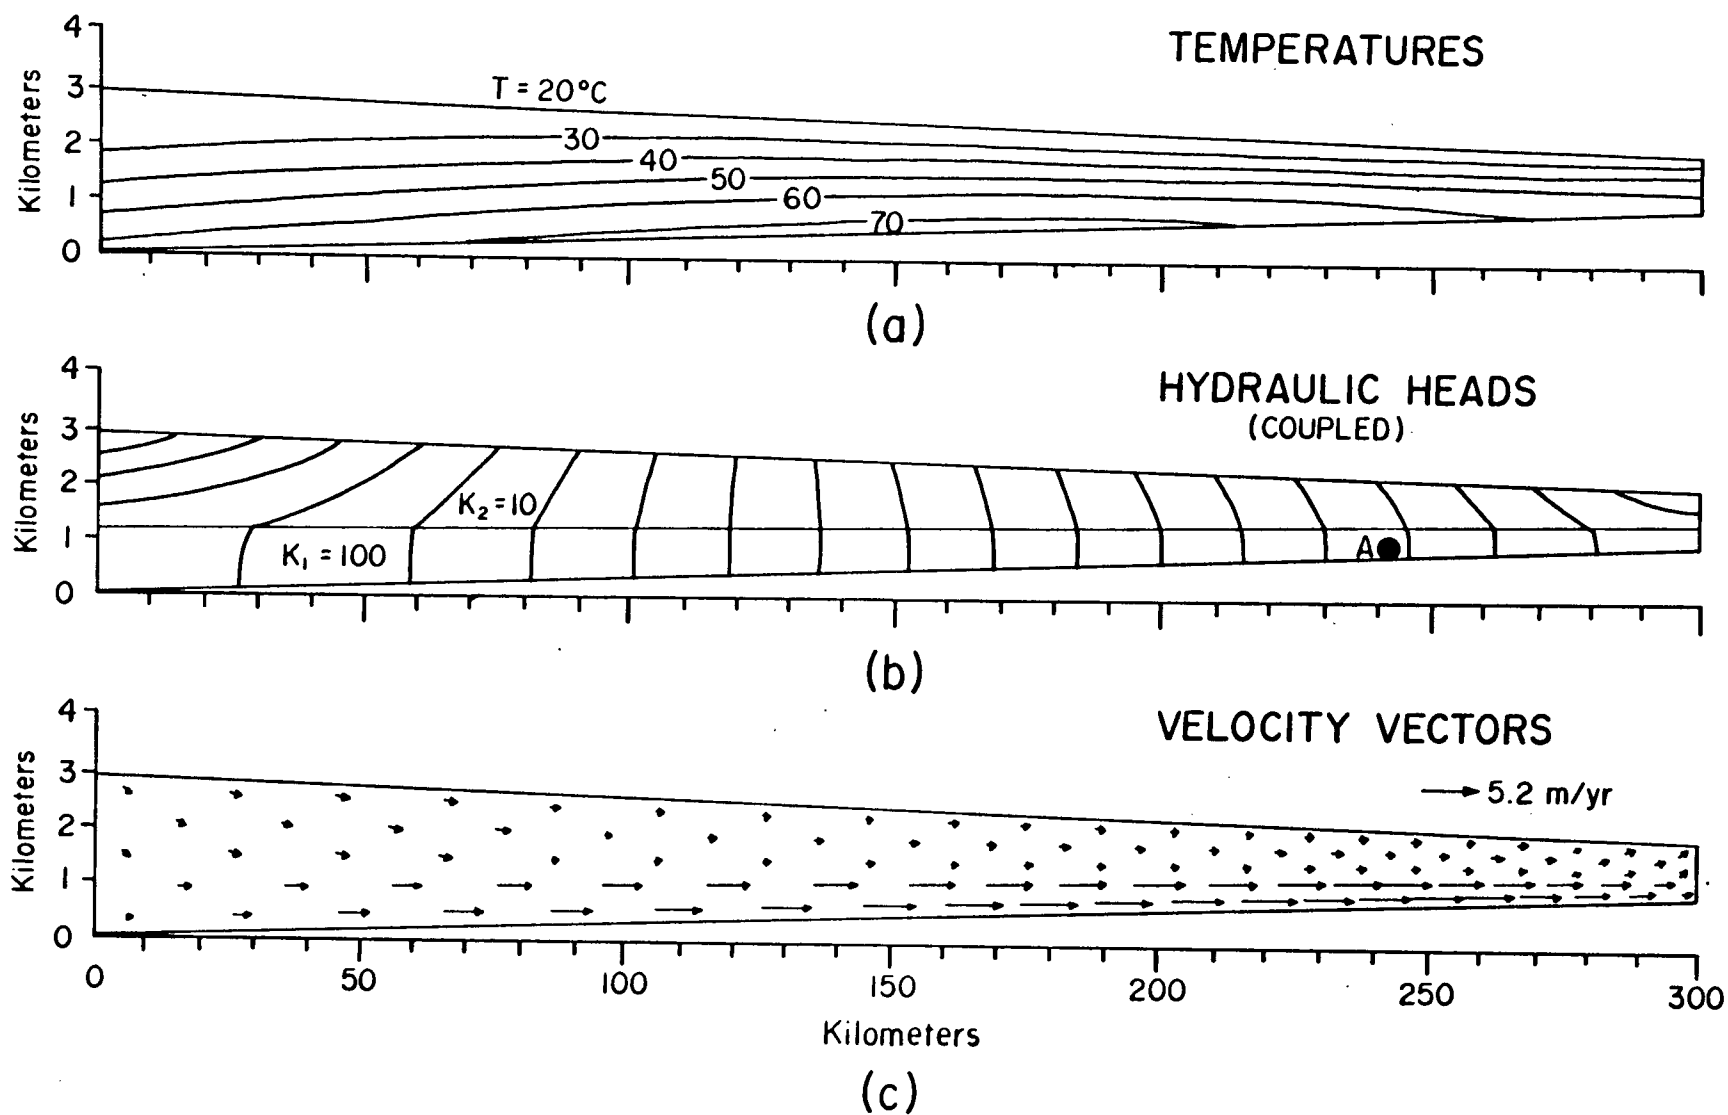 TEMPERATURES
Kilometers
4
3
2
1
0
T = 20°C
30
40
50
60
70
(a)
HYDRAULIC HEADS
(COUPLED)
Kilometers
4
3
2
1
0
K₂ = 10
K₁ = 100
A
(b)
VELOCITY VECTORS
5.2 m/yr
Kilometers
4
3
2
1
0
0 50 100 150 200 250 300
Kilometers
(c)